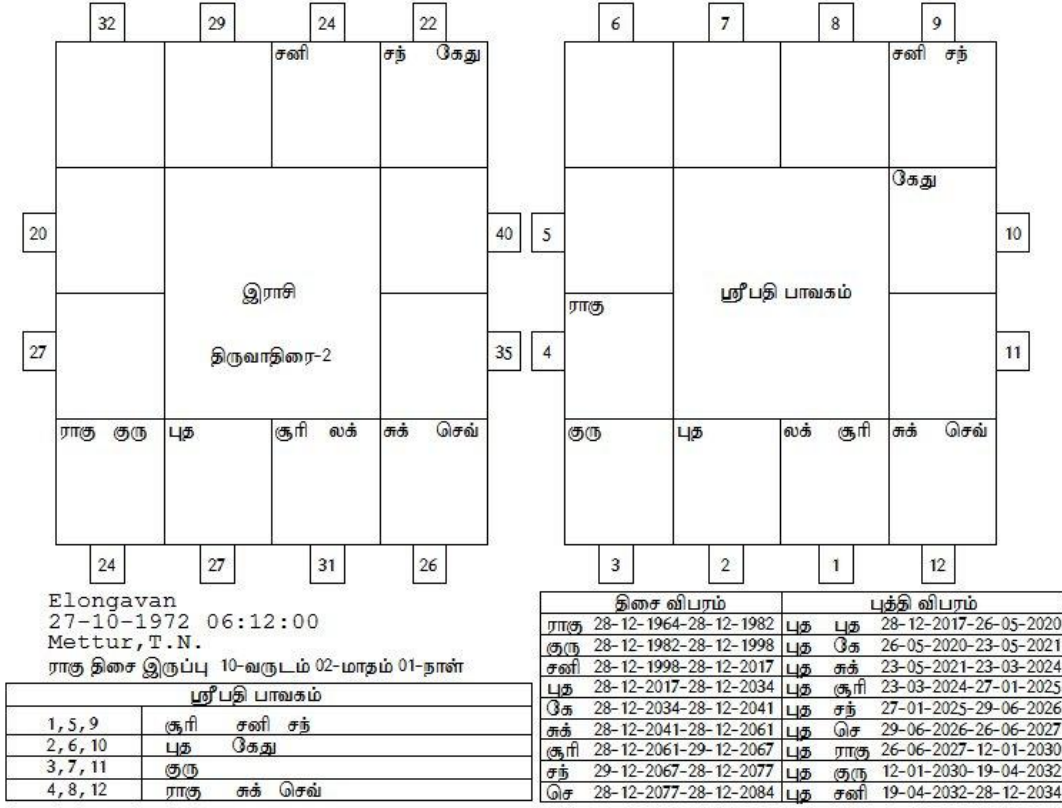 32 29 24 22
சனி சந் கேது
20 40
இராசி
திருவாதிரை-2
27 35
ராகு குரு புத சூரி லக் சுக் செவ்
24 27 31 26
6 7 8 9
சனி சந்
கேது
5 10
ஸ்ரீபதி பாவகம்
ராகு
4 11
குரு புத லக் சூரி சுக் செவ்
3 2 1 12
Elongavan
27-10-1972 06:12:00
Mettur,T.N.
ராகு திசை இருப்பு 10-வருடம் 02-மாதம் 01-நாள்
ஸ்ரீபதி பாவகம்
1,5,9 சூரி சனி சந்
2,6,10 புத கேது
3,7,11 குரு
4,8,12 ராகு சுக் செவ்
திசை விபரம் புத்தி விபரம்
ராகு 28-12-1964-28-12-1982 புத புத 28-12-2017-26-05-2020
குரு 28-12-1982-28-12-1998 புத கே 26-05-2020-23-05-2021
சனி 28-12-1998-28-12-2017 புத சுக் 23-05-2021-23-03-2024
புத 28-12-2017-28-12-2034 புத சூரி 23-03-2024-27-01-2025
கே 28-12-2034-28-12-2041 புத சந் 27-01-2025-29-06-2026
சுக் 28-12-2041-28-12-2061 புத செ 29-06-2026-26-06-2027
சூரி 28-12-2061-29-12-2067 புத ராகு 26-06-2027-12-01-2030
சந் 29-12-2067-28-12-2077 புத குரு 12-01-2030-19-04-2032
செ 28-12-2077-28-12-2084 புத சனி 19-04-2032-28-12-2034